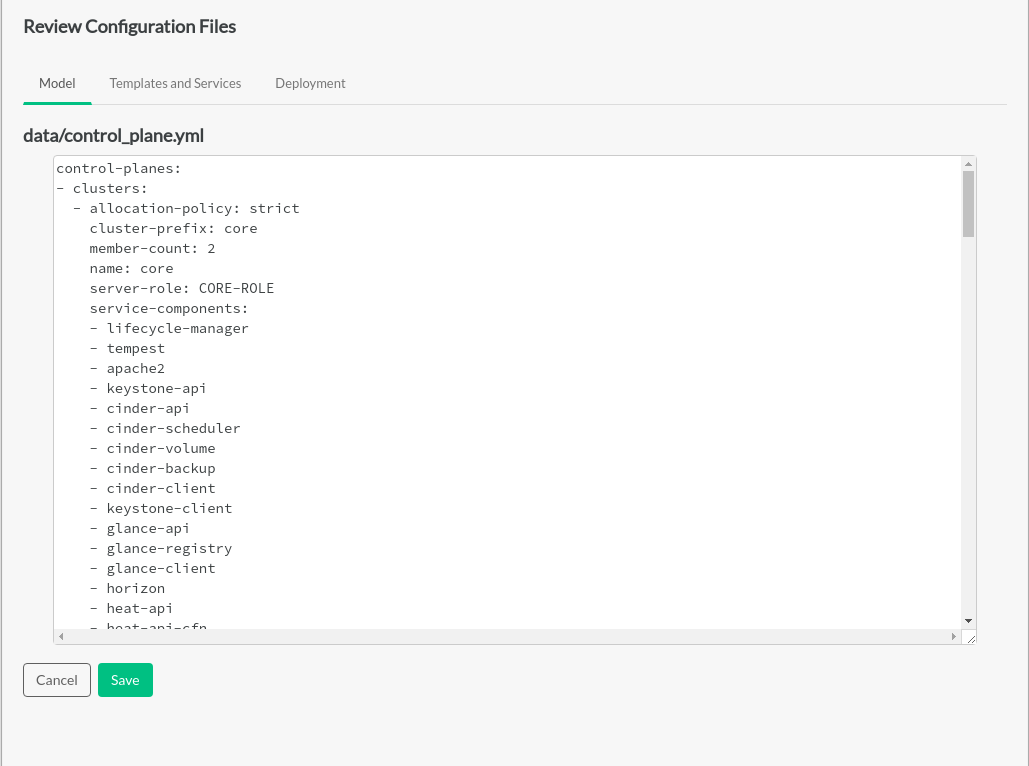 Review Configuration Files
Model Templates and Services Deployment
data/control_plane.yml
control-planes:
- clusters:
  - allocation-policy: strict
    cluster-prefix: core
    member-count: 2
    name: core
    server-role: CORE-ROLE
    service-components:
    - lifecycle-manager
    - tempest
    - apache2
    - keystone-api
    - cinder-api
    - cinder-scheduler
    - cinder-volume
    - cinder-backup
    - cinder-client
    - keystone-client
    - glance-api
    - glance-registry
    - glance-client
    - horizon
    - heat-api
    - heat-api-cfn
Cancel Save